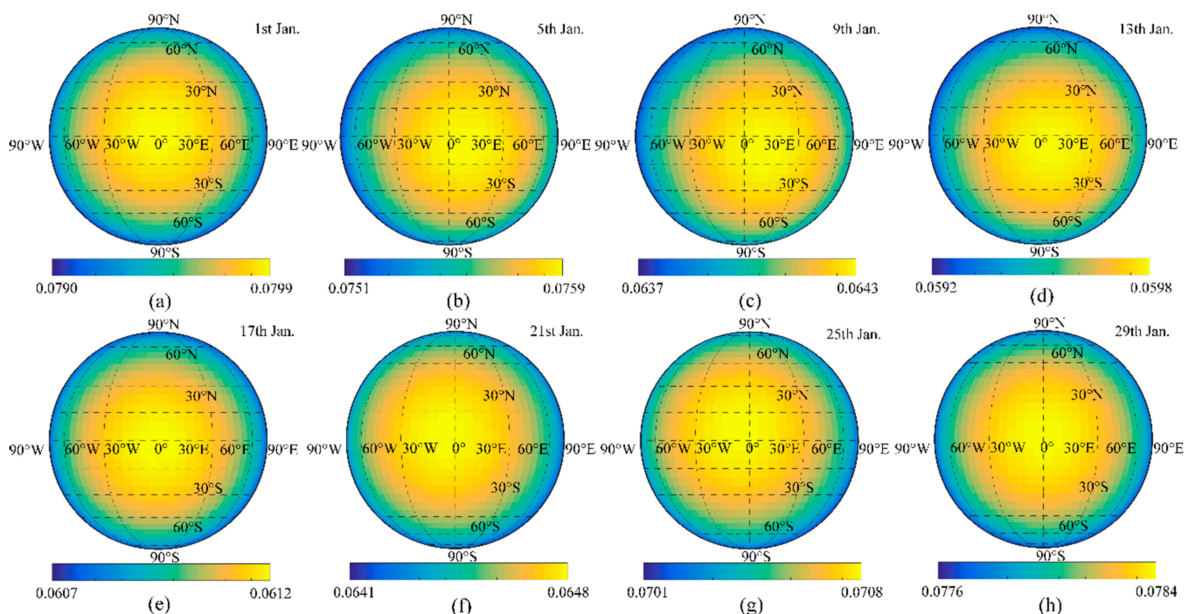 90°N 1st Jan.
60°N
30°N
90°W 60°W 30°W 0° 30°E 60°E 90°E
30°S
60°S
90°S
0.0790 0.0799
(a)
90°N 5th Jan.
60°N
30°N
90°W 60°W 30°W 0° 30°E 60°E 90°E
30°S
60°S
90°S
0.0751 0.0759
(b)
90°N 9th Jan.
60°N
30°N
90°W 60°W 30°W 0° 30°E 60°E 90°E
30°S
60°S
90°S
0.0637 0.0643
(c)
90°N 13th Jan.
60°N
30°N
90°W 60°W 30°W 0° 30°E 60°E 90°E
30°S
60°S
90°S
0.0592 0.0598
(d)
90°N 17th Jan.
60°N
30°N
90°W 60°W 30°W 0° 30°E 60°E 90°E
30°S
60°S
90°S
0.0607 0.0612
(e)
90°N 21st Jan.
60°N
30°N
90°W 60°W 30°W 0° 30°E 60°E 90°E
30°S
60°S
90°S
0.0641 0.0648
(f)
90°N 25th Jan.
60°N
30°N
90°W 60°W 30°W 0° 30°E 60°E 90°E
30°S
60°S
90°S
0.0701 0.0708
(g)
90°N 29th Jan.
60°N
30°N
90°W 60°W 30°W 0° 30°E 60°E 90°E
30°S
60°S
90°S
0.0776 0.0784
(h)